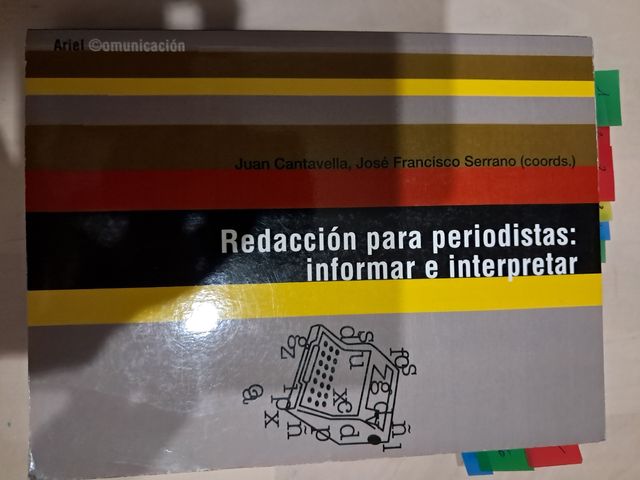 Ariel Comunicación
Juan Cantavella, José Francisco Serrano (coords.)
Redacción para periodistas:
informar e interpretar